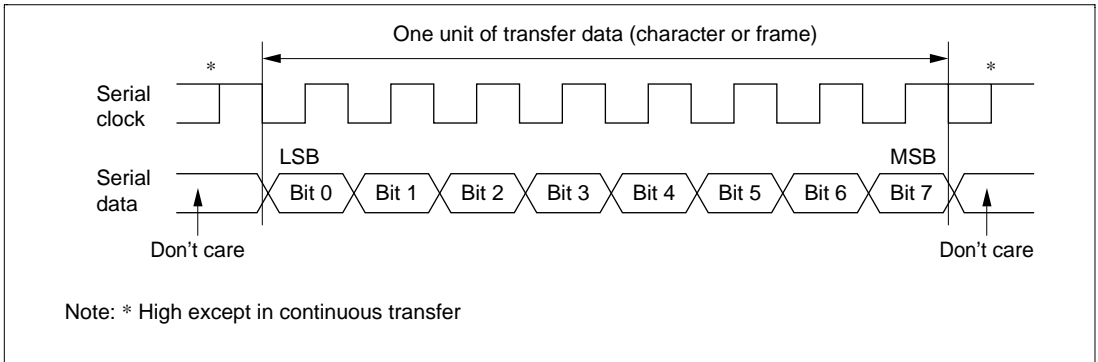 One unit of transfer data (character or frame)
* *
Serial
clock
LSB MSB
Serial
data
Bit 0 Bit 1 Bit 2 Bit 3 Bit 4 Bit 5 Bit 6 Bit 7
Don't care Don't care
Note: * High except in continuous transfer